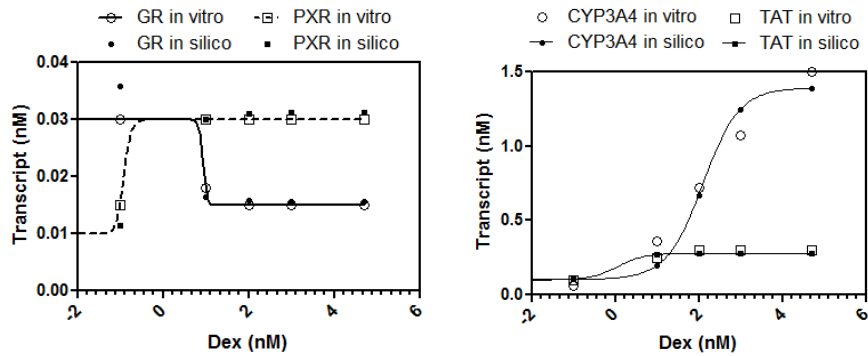 GR in vitro PXR in vitro
GR in silico PXR in silico
0.04
0.03
0.02
0.01
0.00
Transcript (nM)
-2 0 2 4 6
Dex (nM)
CYP3A4 in vitro TAT in vitro
CYP3A4 in silico TAT in silico
1.5
1.0
0.5
0.0
Transcript (nM)
-2 0 2 4 6
Dex (nM)